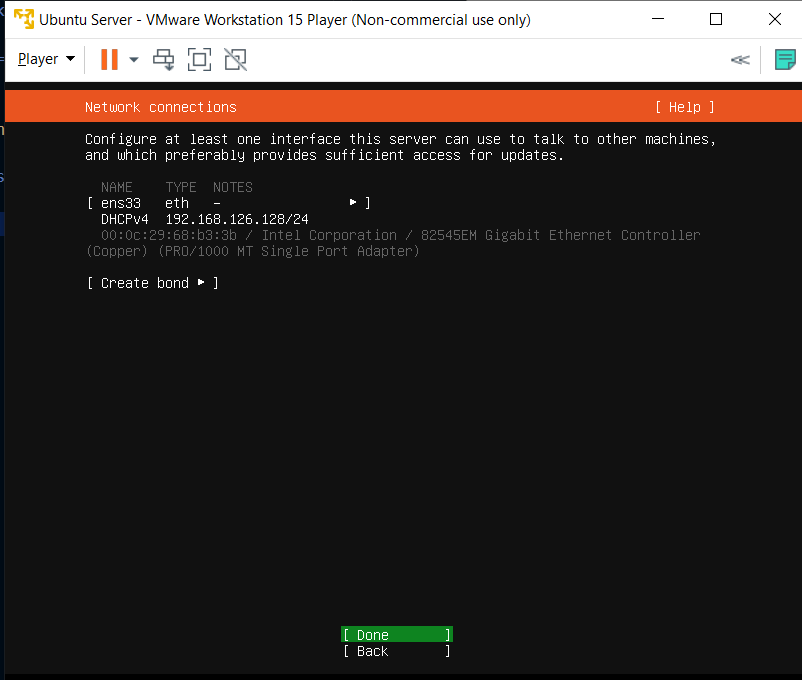 Ubuntu Server - VMware Workstation 15 Player (Non-commercial use only)
Player
Network connections [ Help ]
Configure at least one interface this server can use to talk to other machines,
and which preferably provides sufficient access for updates.
NAME TYPE NOTES
[ ens33 eth - ▸ ]
DHCPv4 192.168.126.128/24
00:0c:29:68:b3:3b / Intel Corporation / 82545EM Gigabit Ethernet Controller
(Copper) (PRO/1000 MT Single Port Adapter)
[ Create bond ▸ ]
[ Done ]
[ Back ]